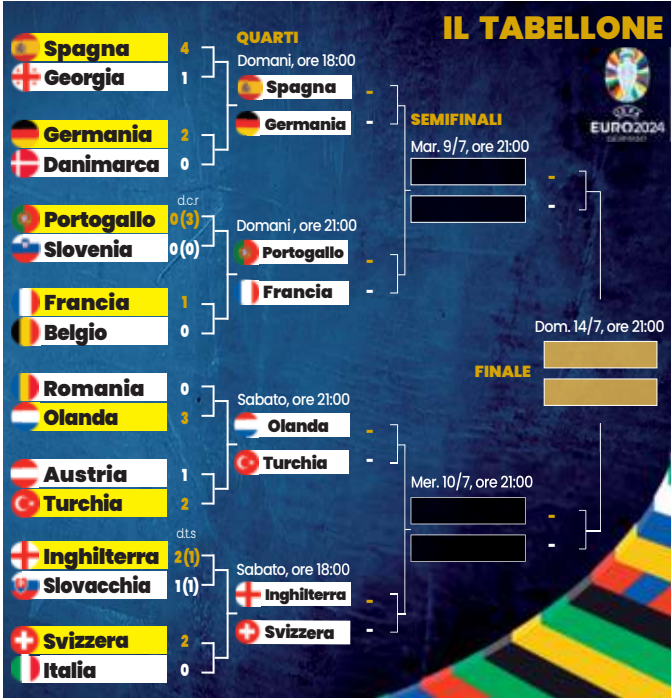 IL TABELLONE
UEFA
EURO2024
GERMANY
Spagna 4
Georgia 1
Germania 2
Danimarca 0
d.c.r
Portogallo 0(3)
Slovenia 0(0)
Francia 1
Belgio 0
Romania 0
Olanda 3
Austria 1
Turchia 2
d.t.s
Inghilterra 2(1)
Slovacchia 1(1)
Svizzera 2
Italia 0
QUARTI
Domani, ore 18:00
Spagna -
Germania -
Domani , ore 21:00
Portogallo -
Francia -
Sabato, ore 21:00
Olanda -
Turchia -
Sabato, ore 18:00
Inghilterra -
Svizzera -
SEMIFINALI
Mar. 9/7, ore 21:00
-
-
Mer. 10/7, ore 21:00
-
-
Dom. 14/7, ore 21:00
FINALE